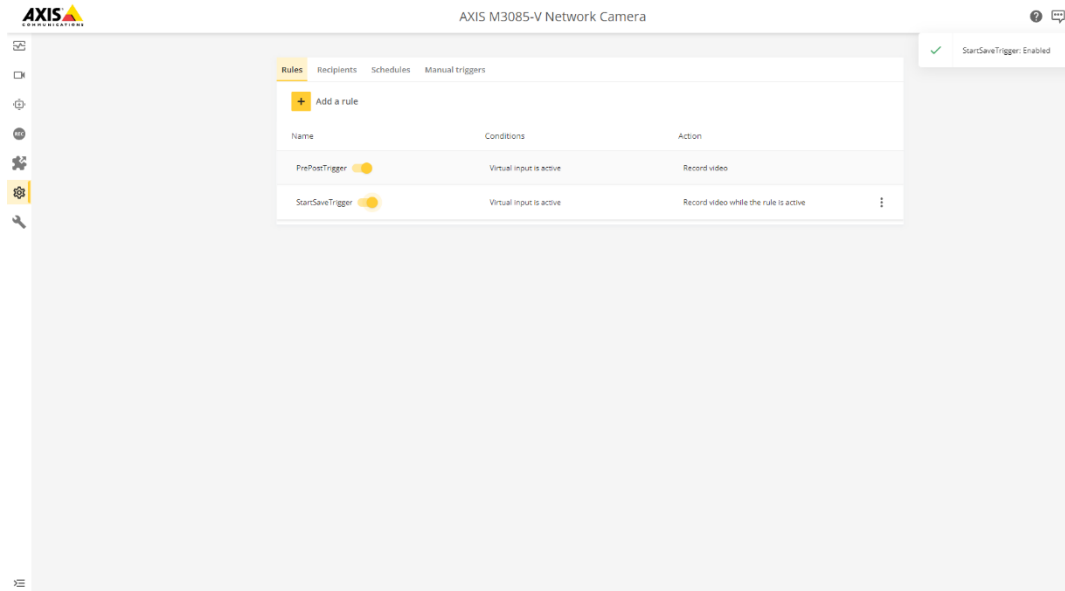 AXIS
COMMUNICATIONS
AXIS M3085-V Network Camera
StartSaveTrigger: Enabled
Rules Recipients Schedules Manual triggers
+ Add a rule
Name Conditions Action
PrePostTrigger Virtual input is active Record video
StartSaveTrigger Virtual input is active Record video while the rule is active
REC